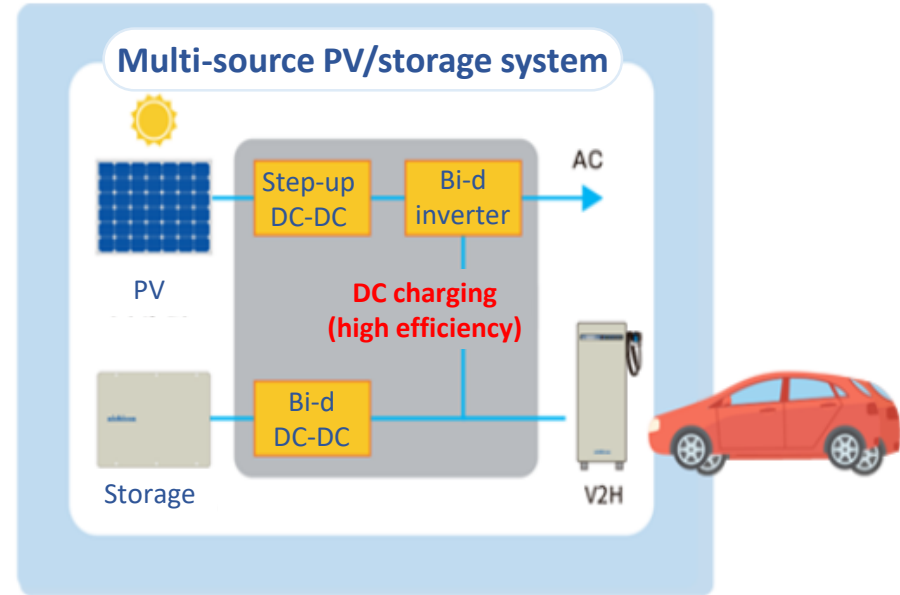 Multi-source PV/storage system
Step-up
DC-DC
Bi-d
inverter
AC
PV
DC charging
(high efficiency)
Bi-d
DC-DC
Storage
V2H